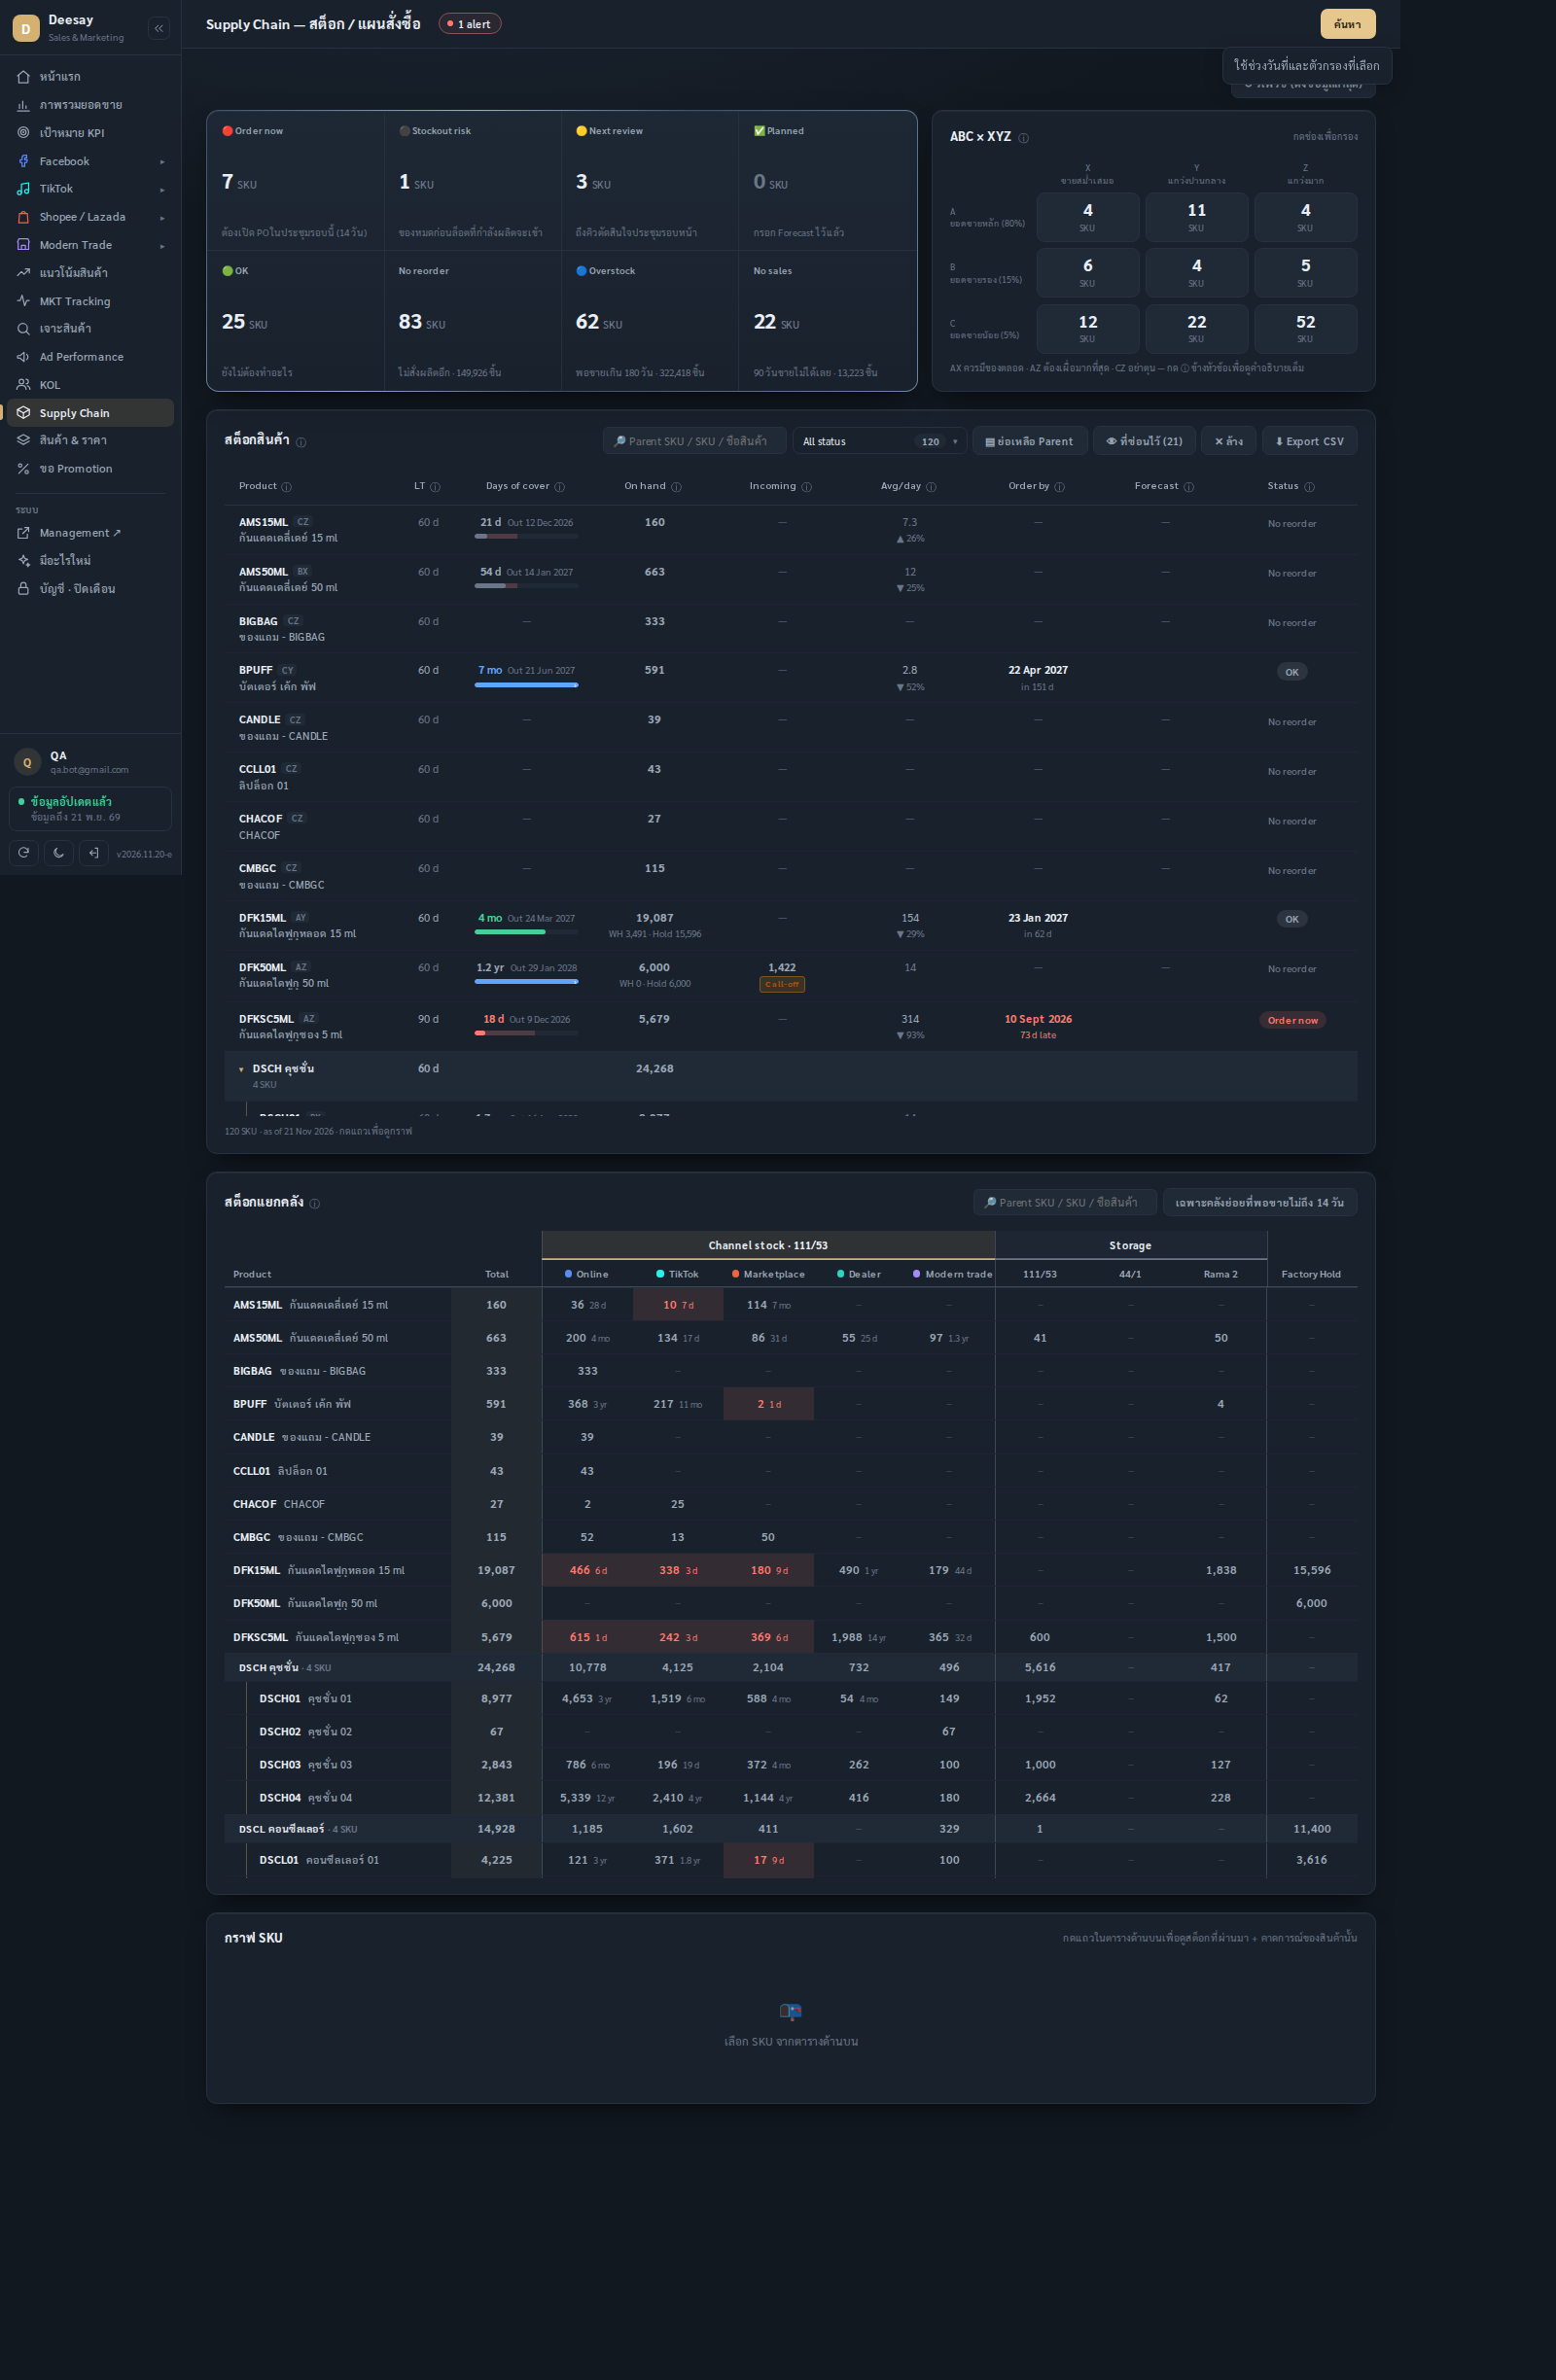 D
Deesay
Sales & Marketing
หน้าแรก
ภาพรวมยอดขาย
เป้าหมาย KPI
Facebook
TikTok
Shopee / Lazada
Modern Trade
แนวโน้มสินค้า
MKT Tracking
เจาะสินค้า
Ad Performance
KOL
Supply Chain
สินค้า & ราคา
ขอ Promotion
ระบบ
Management ↗
มีอะไรใหม่
บัญชี · ปิดเดือน
Q
QA
qa.bot@gmail.com
ข้อมูลอัปเดตแล้ว
ข้อมูลถึง 21 พ.ย. 69
v2026.11.20-e
Supply Chain — สต็อก / แผนสั่งซื้อ
1 alert
ค้นหา
ใช้ช่วงวันที่และตัวกรองที่เลือก
🔴 Order now
7 SKU
ต้องเปิด PO ในประชุมรอบนี้ (14 วัน)
⚫ Stockout risk
1 SKU
ของหมดก่อนล็อตที่กำลังผลิตจะเข้า
🟡 Next review
3 SKU
ถึงคิวตัดสินใจประชุมรอบหน้า
✅ Planned
0 SKU
กรอก Forecast ไว้แล้ว
🟢 OK
25 SKU
ยังไม่ต้องทำอะไร
No reorder
83 SKU
ไม่สั่งผลิตอีก · 149,926 ชิ้น
🔵 Overstock
62 SKU
พอขายเกิน 180 วัน · 322,418 ชิ้น
No sales
22 SKU
90 วันขายไม่ได้เลย · 13,223 ชิ้น
ABC × XYZ ⓘ
กดช่องเพื่อกรอง
X Y Z
ขายสม่ำเสมอ แกว่งปานกลาง แกว่งมาก
A ยอดขายหลัก (80%)
4 SKU 11 SKU 4 SKU
B ยอดขายรอง (15%)
6 SKU 4 SKU 5 SKU
C ยอดขายน้อย (5%)
12 SKU 22 SKU 52 SKU
AX ควรมีของตลอด · AZ ต้องเผื่อมากที่สุด · CZ อย่าตุน — กด ⓘ ข้างหัวข้อเพื่อดูคำอธิบายเต็ม
สต็อกสินค้า ⓘ
🔎 Parent SKU / SKU / ชื่อสินค้า
All status 120 ▾
▤ ย่อเหลือ Parent
👁 ที่ซ่อนไว้ (21)
✕ ล้าง
⬇ Export CSV
Product ⓘ LT ⓘ Days of cover ⓘ On hand ⓘ Incoming ⓘ Avg/day ⓘ Order by ⓘ Forecast ⓘ Status ⓘ
AMS15ML CZ 60 d 21 d Out 12 Dec 2026 160 — 7.3 — — No reorder
กันแดดเคลี่เคย์ 15 ml ▲ 26%
AMS50ML BX 60 d 54 d Out 14 Jan 2027 663 — 12 — — No reorder
กันแดดเคลี่เคย์ 50 ml ▼ 25%
BIGBAG CZ 60 d — 333 — — — — No reorder
ของแถม - BIGBAG
BPUFF CY 60 d 7 mo Out 21 Jun 2027 591 — 2.8 22 Apr 2027 OK
บัตเตอร์ เค้ก พัฟ ▼ 52% in 151 d
CANDLE CZ 60 d — 39 — — — — No reorder
ของแถม - CANDLE
CCLL01 CZ 60 d — 43 — — — — No reorder
ลิปล็อก 01
CHACOF CZ 60 d — 27 — — — — No reorder
CHACOF
CMBGC CZ 60 d — 115 — — — — No reorder
ของแถม - CMBGC
DFK15ML AY 60 d 4 mo Out 24 Mar 2027 19,087 — 154 23 Jan 2027 OK
กันแดดไดฟุกุหลอด 15 ml WH 3,491 · Hold 15,596 ▼ 29% in 62 d
DFK50ML AZ 60 d 1.2 yr Out 29 Jan 2028 6,000 1,422 14 — — No reorder
กันแดดไดฟุกุ 50 ml WH 0 · Hold 6,000 Call-off
DFKSC5ML AZ 90 d 18 d Out 9 Dec 2026 5,679 — 314 10 Sept 2026 Order now
กันแดดไดฟุกุซอง 5 ml ▼ 93% 73 d late
▾ DSCH คุชชั่น 60 d 24,268
4 SKU
120 SKU · as of 21 Nov 2026 · กดแถวเพื่อดูกราฟ
สต็อกแยกคลัง ⓘ
🔎 Parent SKU / SKU / ชื่อสินค้า
เฉพาะคลังย่อยที่พอขายไม่ถึง 14 วัน
Channel stock · 111/53 Storage
Product Total Online TikTok Marketplace Dealer Modern trade 111/53 44/1 Rama 2 Factory Hold
AMS15ML กันแดดเคลี่เคย์ 15 ml 160 36 28 d 10 7 d 114 7 mo – – – – – –
AMS50ML กันแดดเคลี่เคย์ 50 ml 663 200 4 mo 134 17 d 86 31 d 55 25 d 97 1.3 yr 41 – 50 –
BIGBAG ของแถม - BIGBAG 333 333 – – – – – – – –
BPUFF บัตเตอร์ เค้ก พัฟ 591 368 3 yr 217 11 mo 2 1 d – – – – 4 –
CANDLE ของแถม - CANDLE 39 39 – – – – – – – –
CCLL01 ลิปล็อก 01 43 43 – – – – – – – –
CHACOF CHACOF 27 2 25 – – – – – – –
CMBGC ของแถม - CMBGC 115 52 13 50 – – – – – –
DFK15ML กันแดดไดฟุกุหลอด 15 ml 19,087 466 6 d 338 3 d 180 9 d 490 1 yr 179 44 d – – 1,838 15,596
DFK50ML กันแดดไดฟุกุ 50 ml 6,000 – – – – – – – – 6,000
DFKSC5ML กันแดดไดฟุกุซอง 5 ml 5,679 615 1 d 242 3 d 369 6 d 1,988 14 yr 365 32 d 600 – 1,500 –
DSCH คุชชั่น · 4 SKU 24,268 10,778 4,125 2,104 732 496 5,616 – 417 –
DSCH01 คุชชั่น 01 8,977 4,653 3 yr 1,519 6 mo 588 4 mo 54 4 mo 149 1,952 – 62 –
DSCH02 คุชชั่น 02 67 – – – – 67 – – – –
DSCH03 คุชชั่น 03 2,843 786 6 mo 196 19 d 372 4 mo 262 100 1,000 – 127 –
DSCH04 คุชชั่น 04 12,381 5,339 12 yr 2,410 4 yr 1,144 4 yr 416 180 2,664 – 228 –
DSCL คอนซีลเลอร์ · 4 SKU 14,928 1,185 1,602 411 – 329 1 – – 11,400
DSCL01 คอนซีลเลอร์ 01 4,225 121 3 yr 371 1.8 yr 17 9 d – 100 – – – 3,616
กราฟ SKU
กดแถวในตารางด้านบนเพื่อดูสต็อกที่ผ่านมา + คาดการณ์ของสินค้านั้น
เลือก SKU จากตารางด้านบน